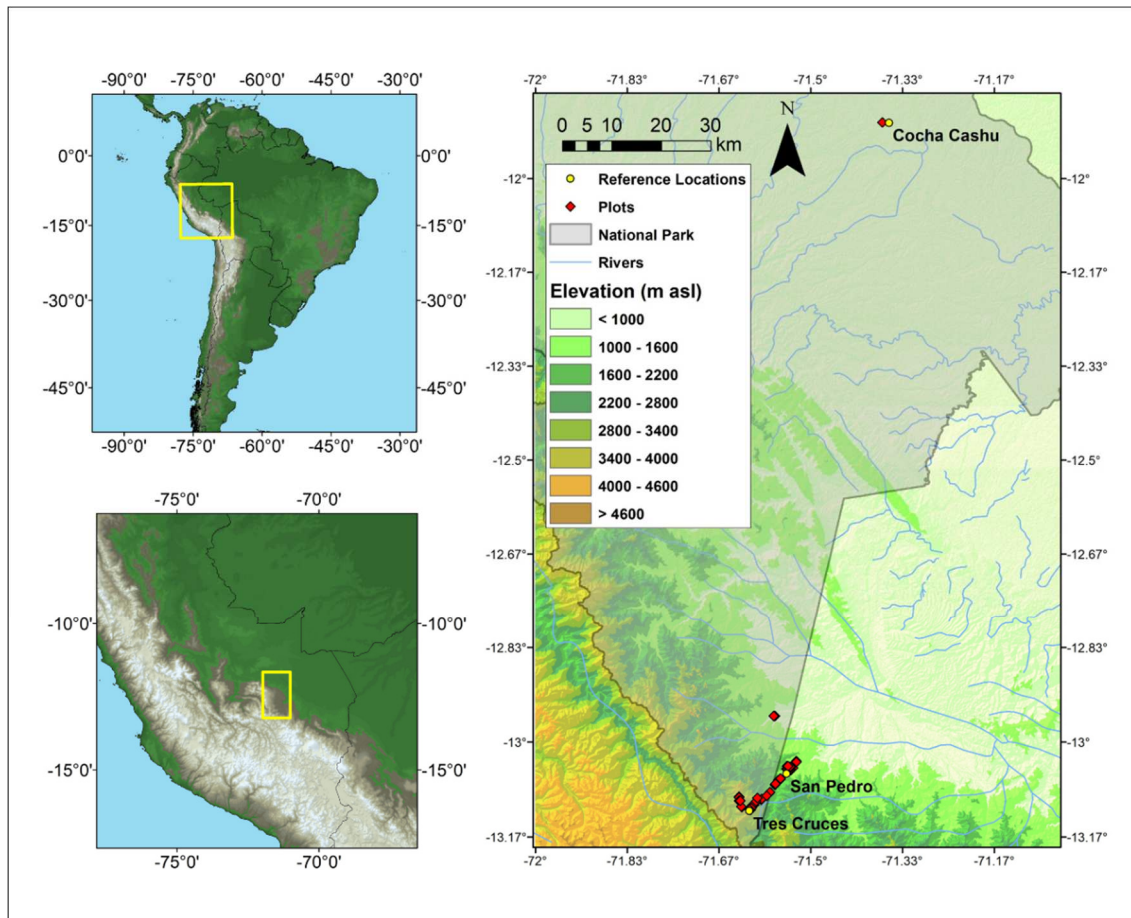 -90°0' -75°0' -60°0' -45°0' -30°0'
0°0' 0°0'
-15°0' -15°0'
-30°0' -30°0'
-45°0' -45°0'
-90°0' -75°0' -60°0' -45°0' -30°0'
-75°0' -70°0'
-10°0' -10°0'
-15°0' -15°0'
-75°0' -70°0'
-72° -71.83° -71.67° -71.5° -71.33° -71.17°
N
0 5 10 20 30
km
Cocha Cashu
Reference Locations
Plots
National Park
Rivers
Elevation (m asl)
< 1000
1000 - 1600
1600 - 2200
2200 - 2800
2800 - 3400
3400 - 4000
4000 - 4600
> 4600
-12° -12°
-12.17° -12.17°
-12.33° -12.33°
-12.5° -12.5°
-12.67° -12.67°
-12.83° -12.83°
-13° -13°
San Pedro
Tres Cruces
-13.17° -13.17°
-72° -71.83° -71.67° -71.5° -71.33° -71.17°